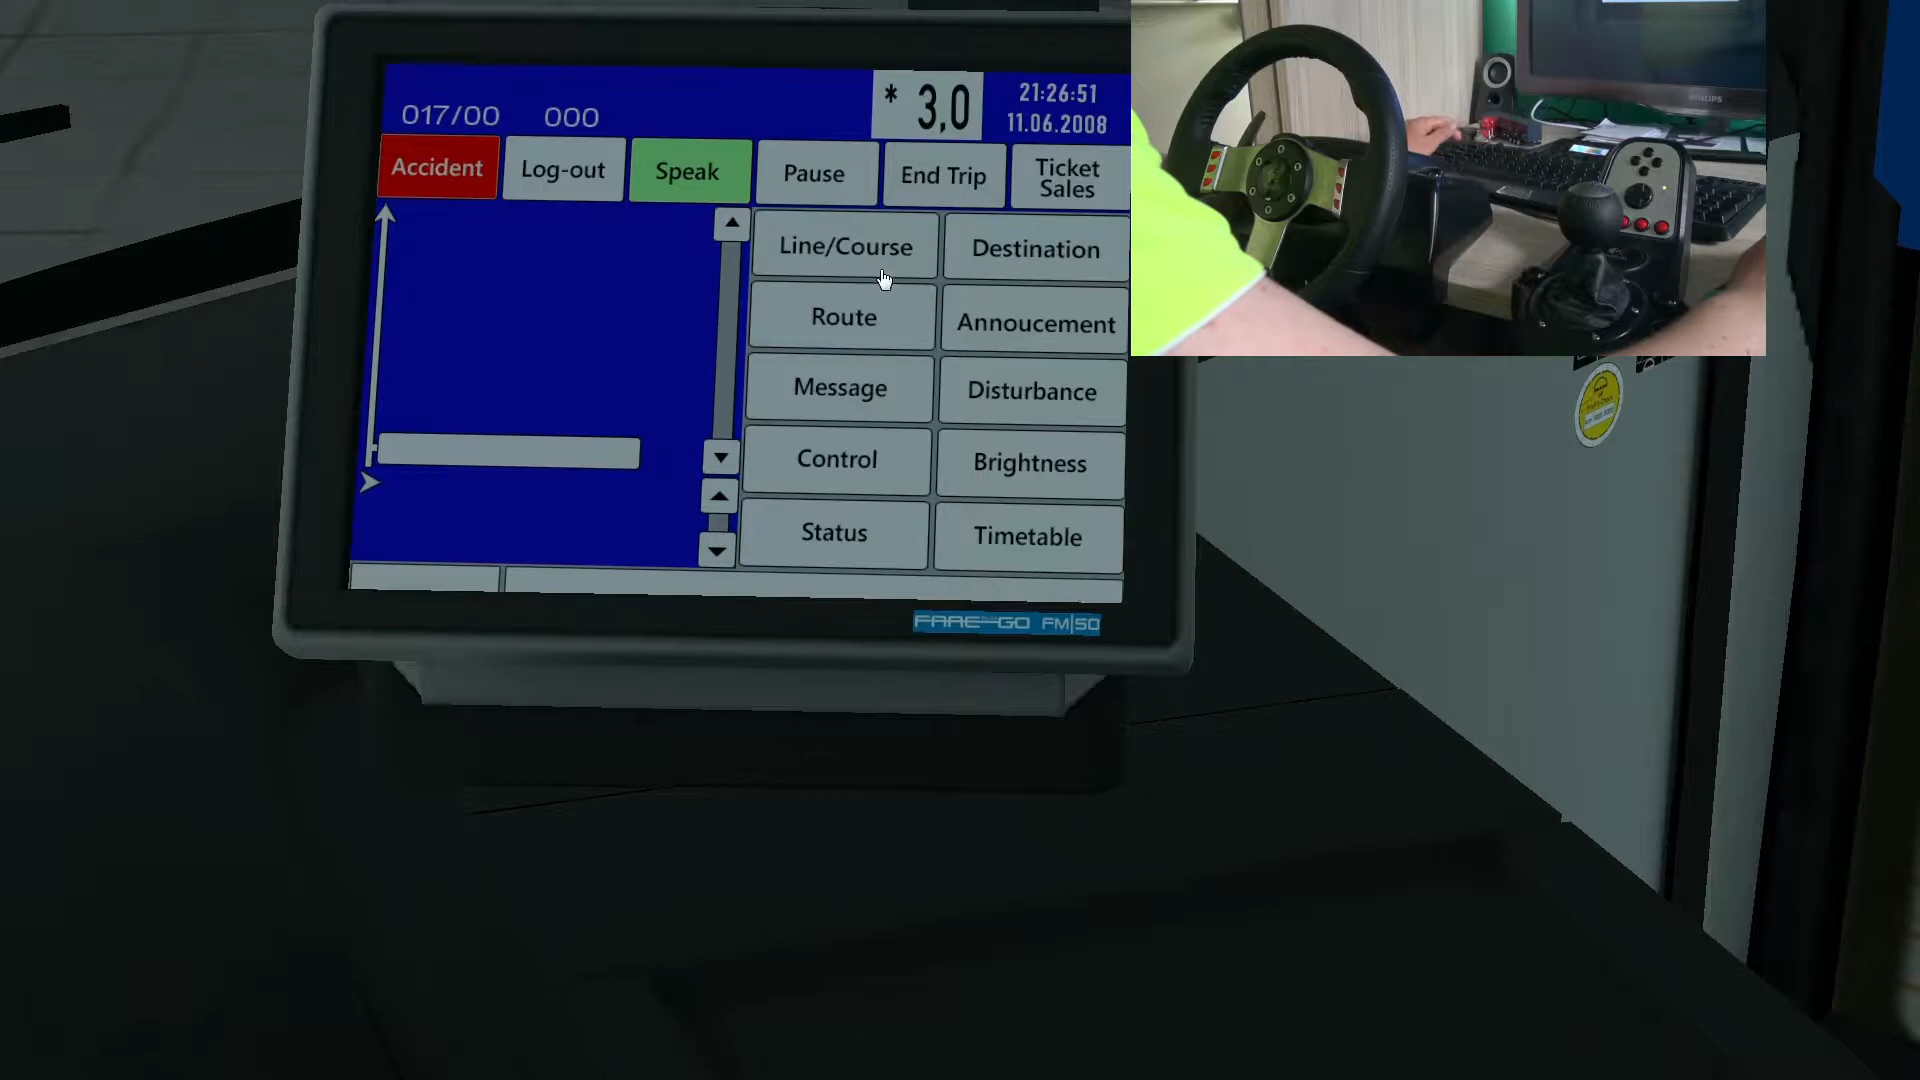 017/00 000 * 3,0 21:26:51
11.06.2008
Accident Log-out Speak Pause End Trip Ticket
Sales
Line/Course Destination
Route Annoucement
Message Disturbance
Control Brightness
Status Timetable
FARE GO FM|50
PHILIPS